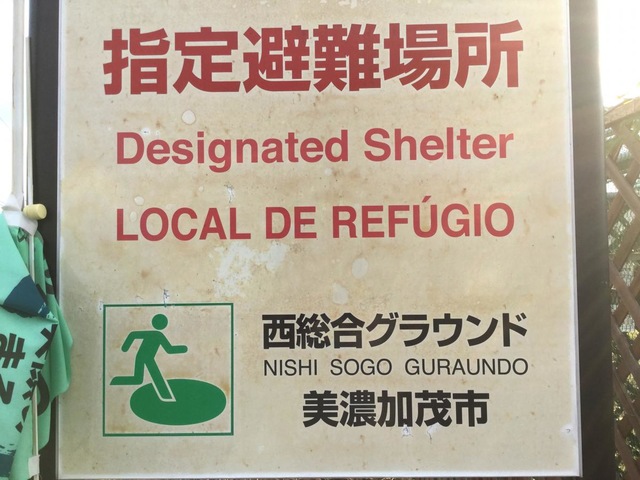 指定避難場所
Designated Shelter
LOCAL DE REFÚGIO
西総合グラウンド
NISHI SOGO GURAUNDO
美濃加茂市